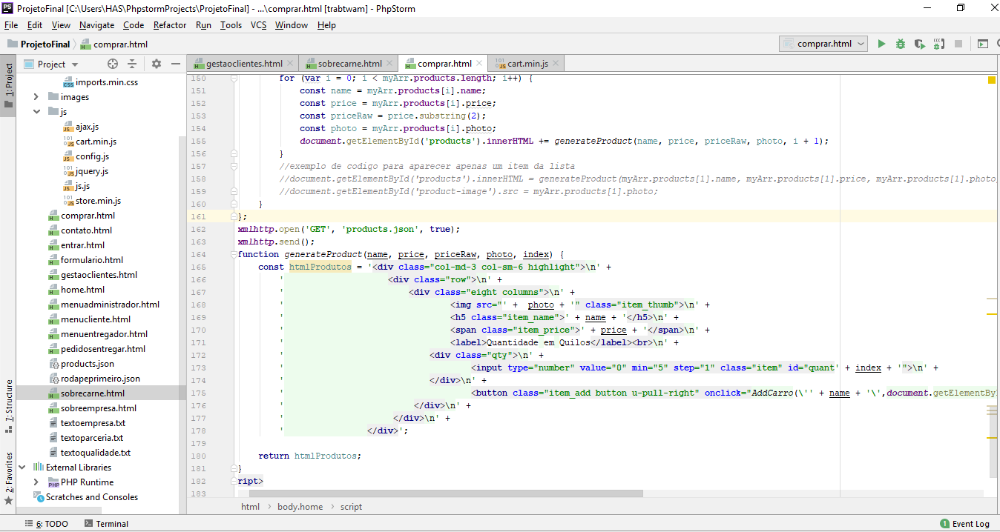 ProjetoFinal [C:\Users\HAS\PhpstormProjects\ProjetoFinal] - ...\comprar.html [trabtwam] - PhpStorm
File Edit View Navigate Code Refactor Run Tools VCS Window Help
ProjetoFinal comprar.html comprar.html
Project
gestaoclientes.html sobrecarne.html comprar.html cart.min.js
1: Project
7: Structure
2: Favorites
imports.min.css
images
js
ajax.js
cart.min.js
config.js
jquery.js
js.js
store.min.js
comprar.html
contato.html
entrar.html
formulario.html
gestaoclientes.html
home.html
menuadministrador.html
menucliente.html
menuentregador.html
pedidosentregar.html
products.json
rodapeprimeiro.json
sobrecarne.html
sobreempresa.html
textoempresa.txt
textoparceria.txt
textoqualidade.txt
External Libraries
PHP Runtime
Scratches and Consoles
150 for (var i = 0; i < myArr.products.length; i++) {
151 const name = myArr.products[i].name;
152 const price = myArr.products[i].price;
153 const priceRaw = price.substring(2);
154 const photo = myArr.products[i].photo;
155 document.getElementById('products').innerHTML += generateProduct(name, price, priceRaw, photo, i + 1);
156 }
157 //exemplo de codigo para aparecer apenas um item da lista
158 //document.getElementById('products').innerHTML = generateProduct(myArr.products[1].name, myArr.products[1].price, myArr.products[1].photo,
159 //document.getElementById('product-image').src = myArr.products[1].photo;
160 }
161 };
162 xmlhttp.open('GET', 'products.json', true);
163 xmlhttp.send();
164 function generateProduct(name, price, priceRaw, photo, index) {
165 const htmlProdutos = '<div class="col-md-3 col-sm-6 highlight">\n' +
166 ' <div class="row">\n' +
167 ' <div class="eight columns">\n' +
168 ' <img src="' + photo + '" class="item_thumb">\n' +
169 ' <h5 class="item_name">' + name + '</h5>\n' +
170 ' <span class="item_price">' + price + '</span>\n' +
171 ' <label>Quantidade em Quilos</label><br>\n' +
172 ' <div class="qty">\n' +
173 ' <input type="number" value="0" min="5" step="1" class="item" id="quant' + index + '">\n' +
174 ' </div>\n' +
175 ' <button class="item_add button u-pull-right" onclick="AddCarro(\'' + name + '\',document.getElementBy
176 ' </div>\n' +
177 ' </div>\n' +
178 ' </div>';
179
180 return htmlProdutos;
181 }
182 ript>
183
html body.home script
6: TODO Terminal 1 Event Log